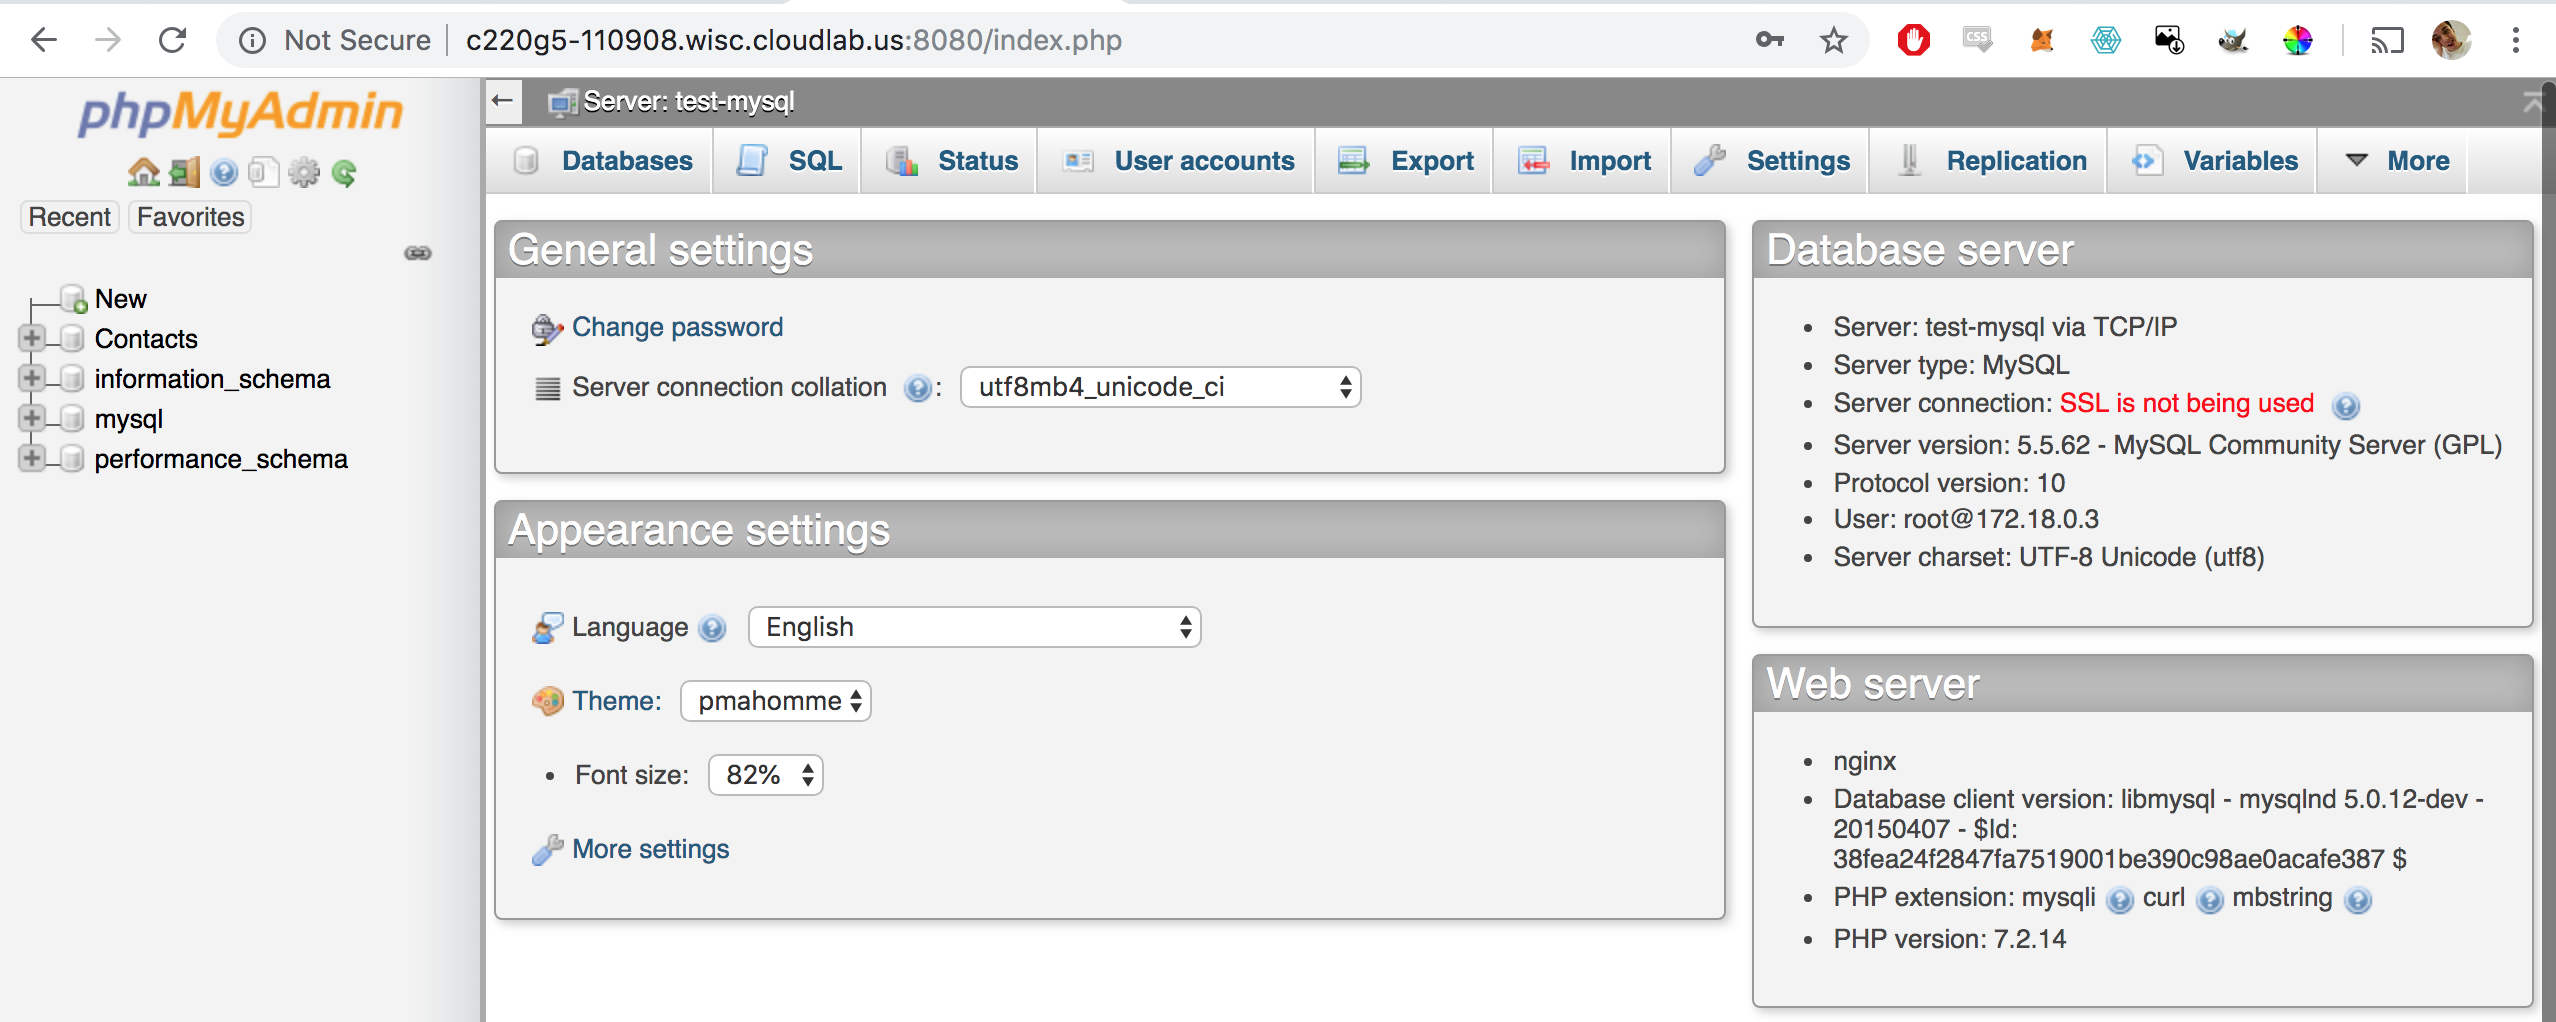 Not Secure c220g5-110908.wisc.cloudlab.us:8080/index.php
CSS
phpMyAdmin
Recent Favorites
New
Contacts
information_schema
mysql
performance_schema
Server: test-mysql
Databases SQL Status User accounts Export Import Settings Replication Variables More
General settings
Change password
Server connection collation : utf8mb4_unicode_ci
Appearance settings
Language English
Theme: pmahomme
Font size: 82%
More settings
Database server
Server: test-mysql via TCP/IP
Server type: MySQL
Server connection: SSL is not being used
Server version: 5.5.62 - MySQL Community Server (GPL)
Protocol version: 10
User: root@172.18.0.3
Server charset: UTF-8 Unicode (utf8)
Web server
nginx
Database client version: libmysql - mysqlnd 5.0.12-dev -
20150407 - $Id:
38fea24f2847fa7519001be390c98ae0acafe387 $
PHP extension: mysqli curl mbstring
PHP version: 7.2.14